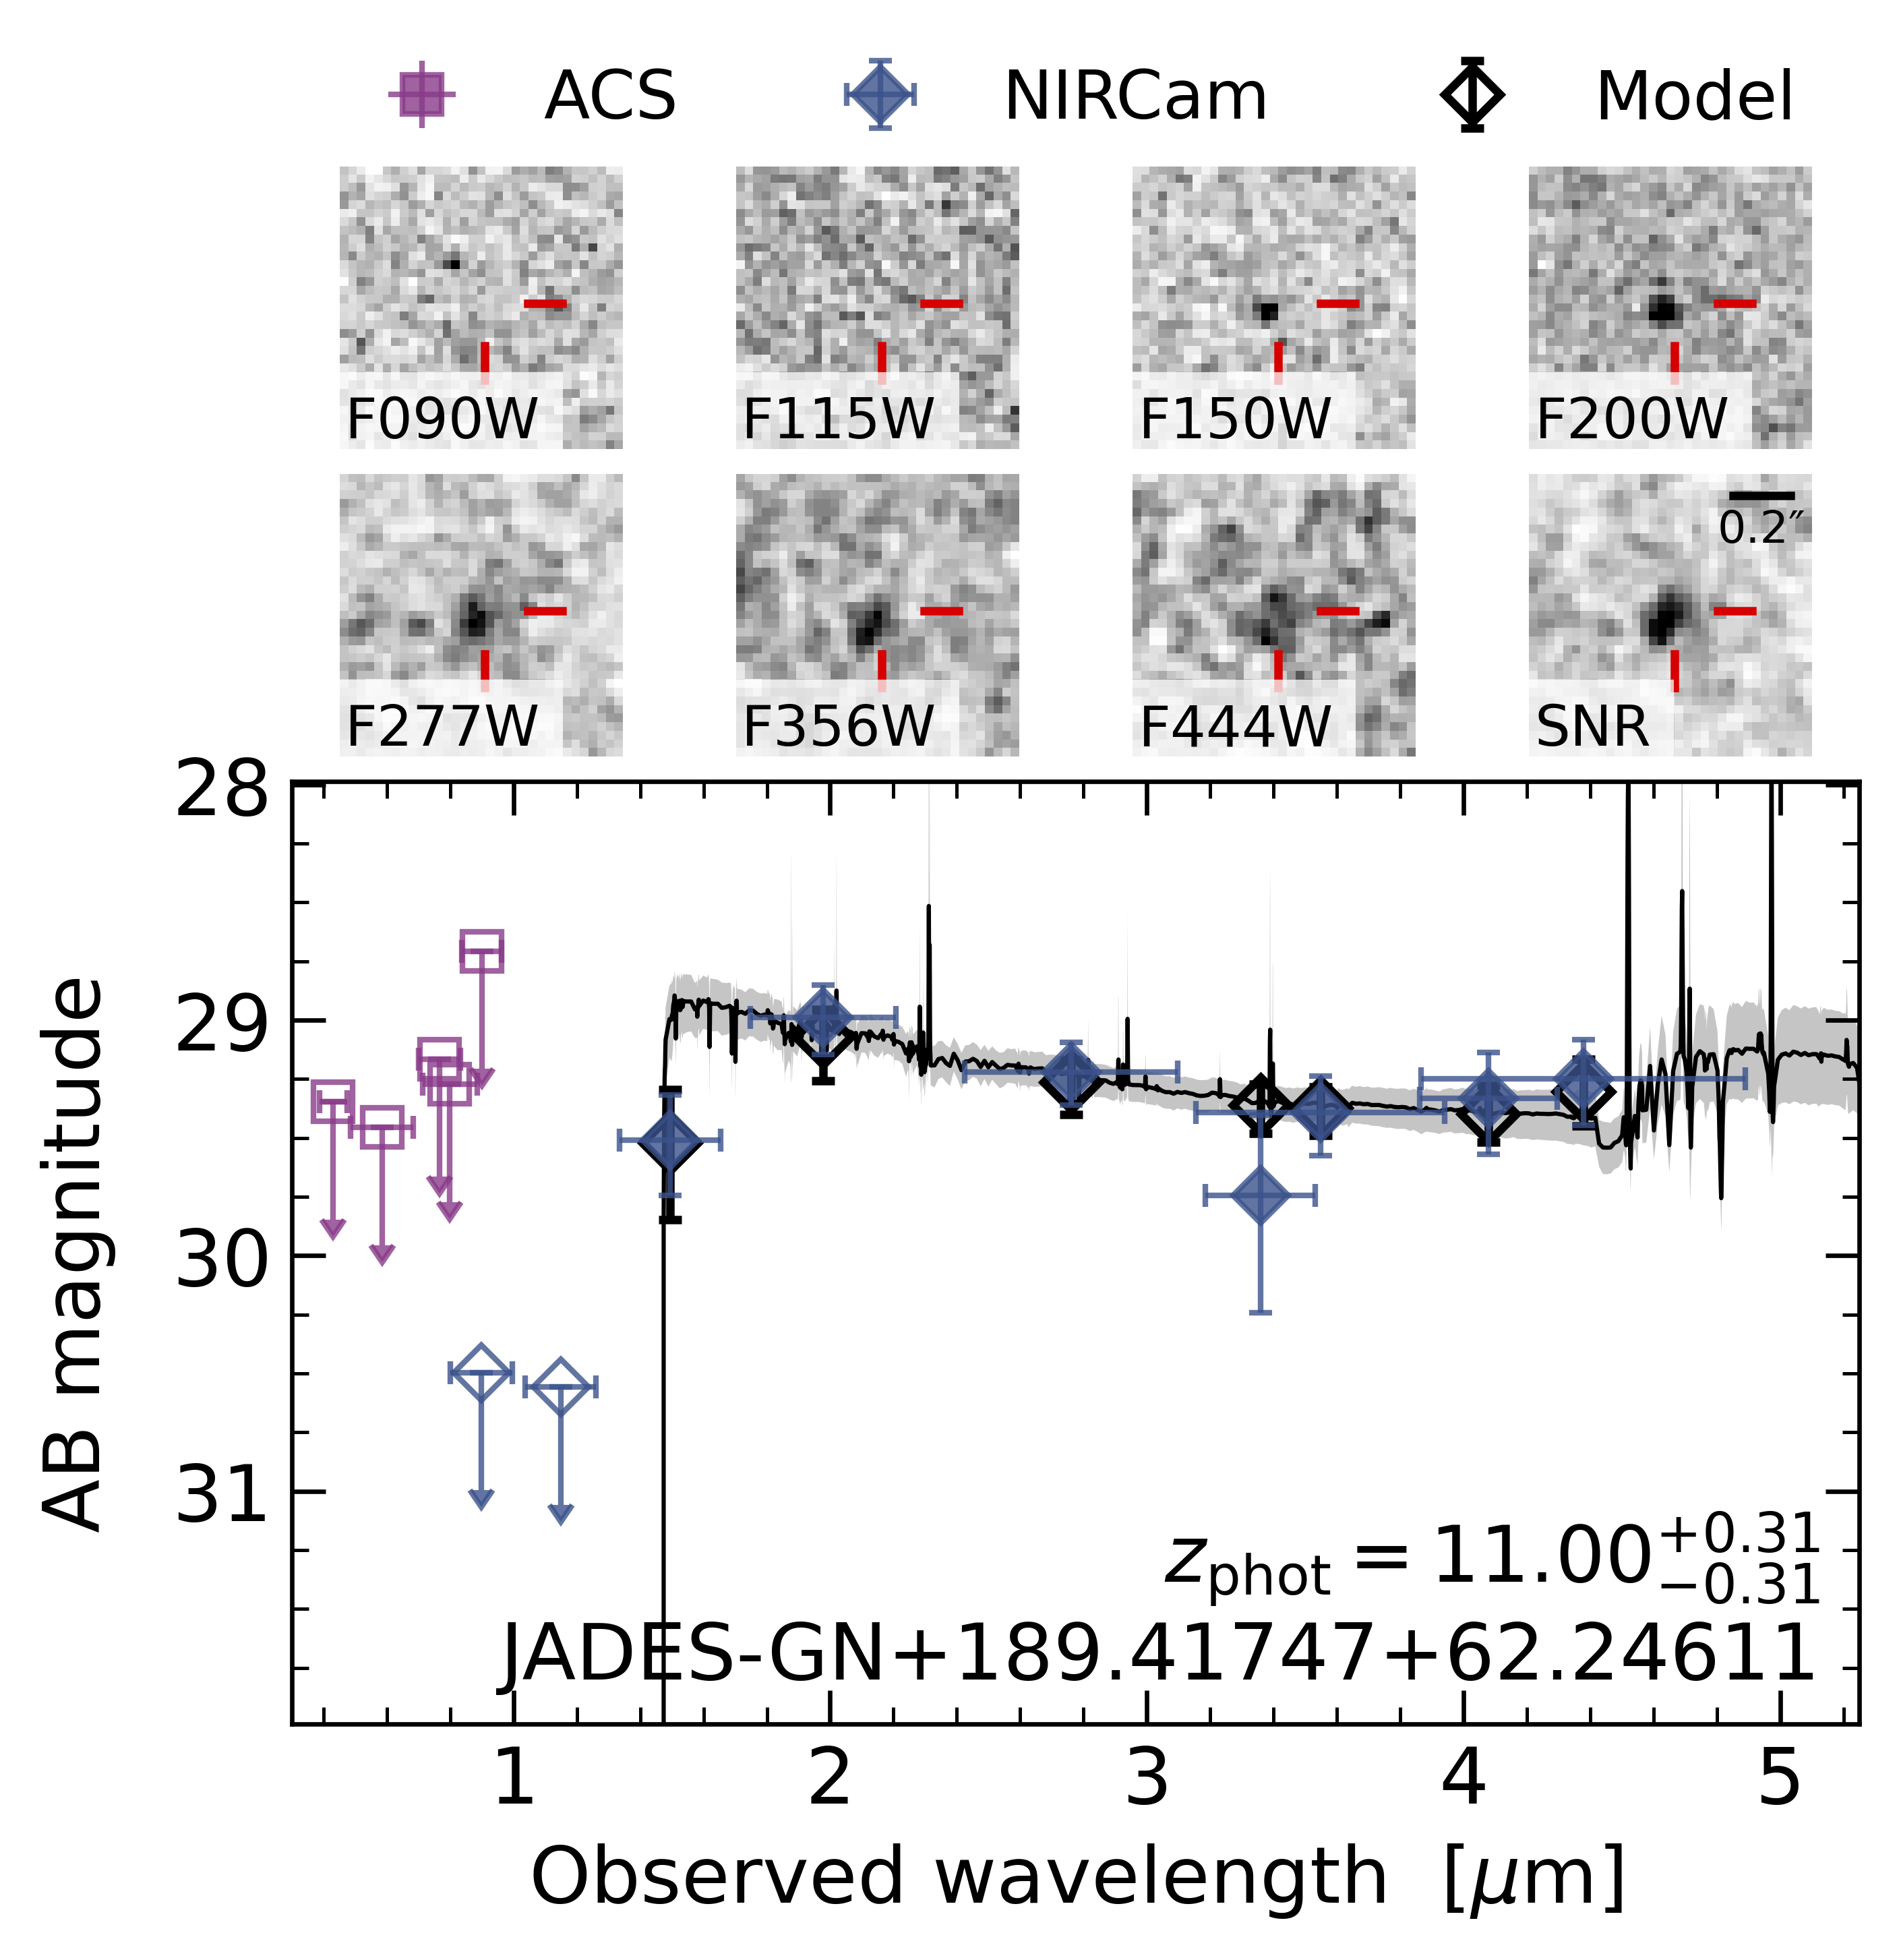 ACS NIRCam Model
F090W F115W F150W F200W
0.2″
F277W F356W F444W SNR
28
29
30
31
AB magnitude
z_phot = 11.00^{+0.31}_{−0.31}
JADES-GN+189.41747+62.24611
1 2 3 4 5
Observed wavelength [μm]